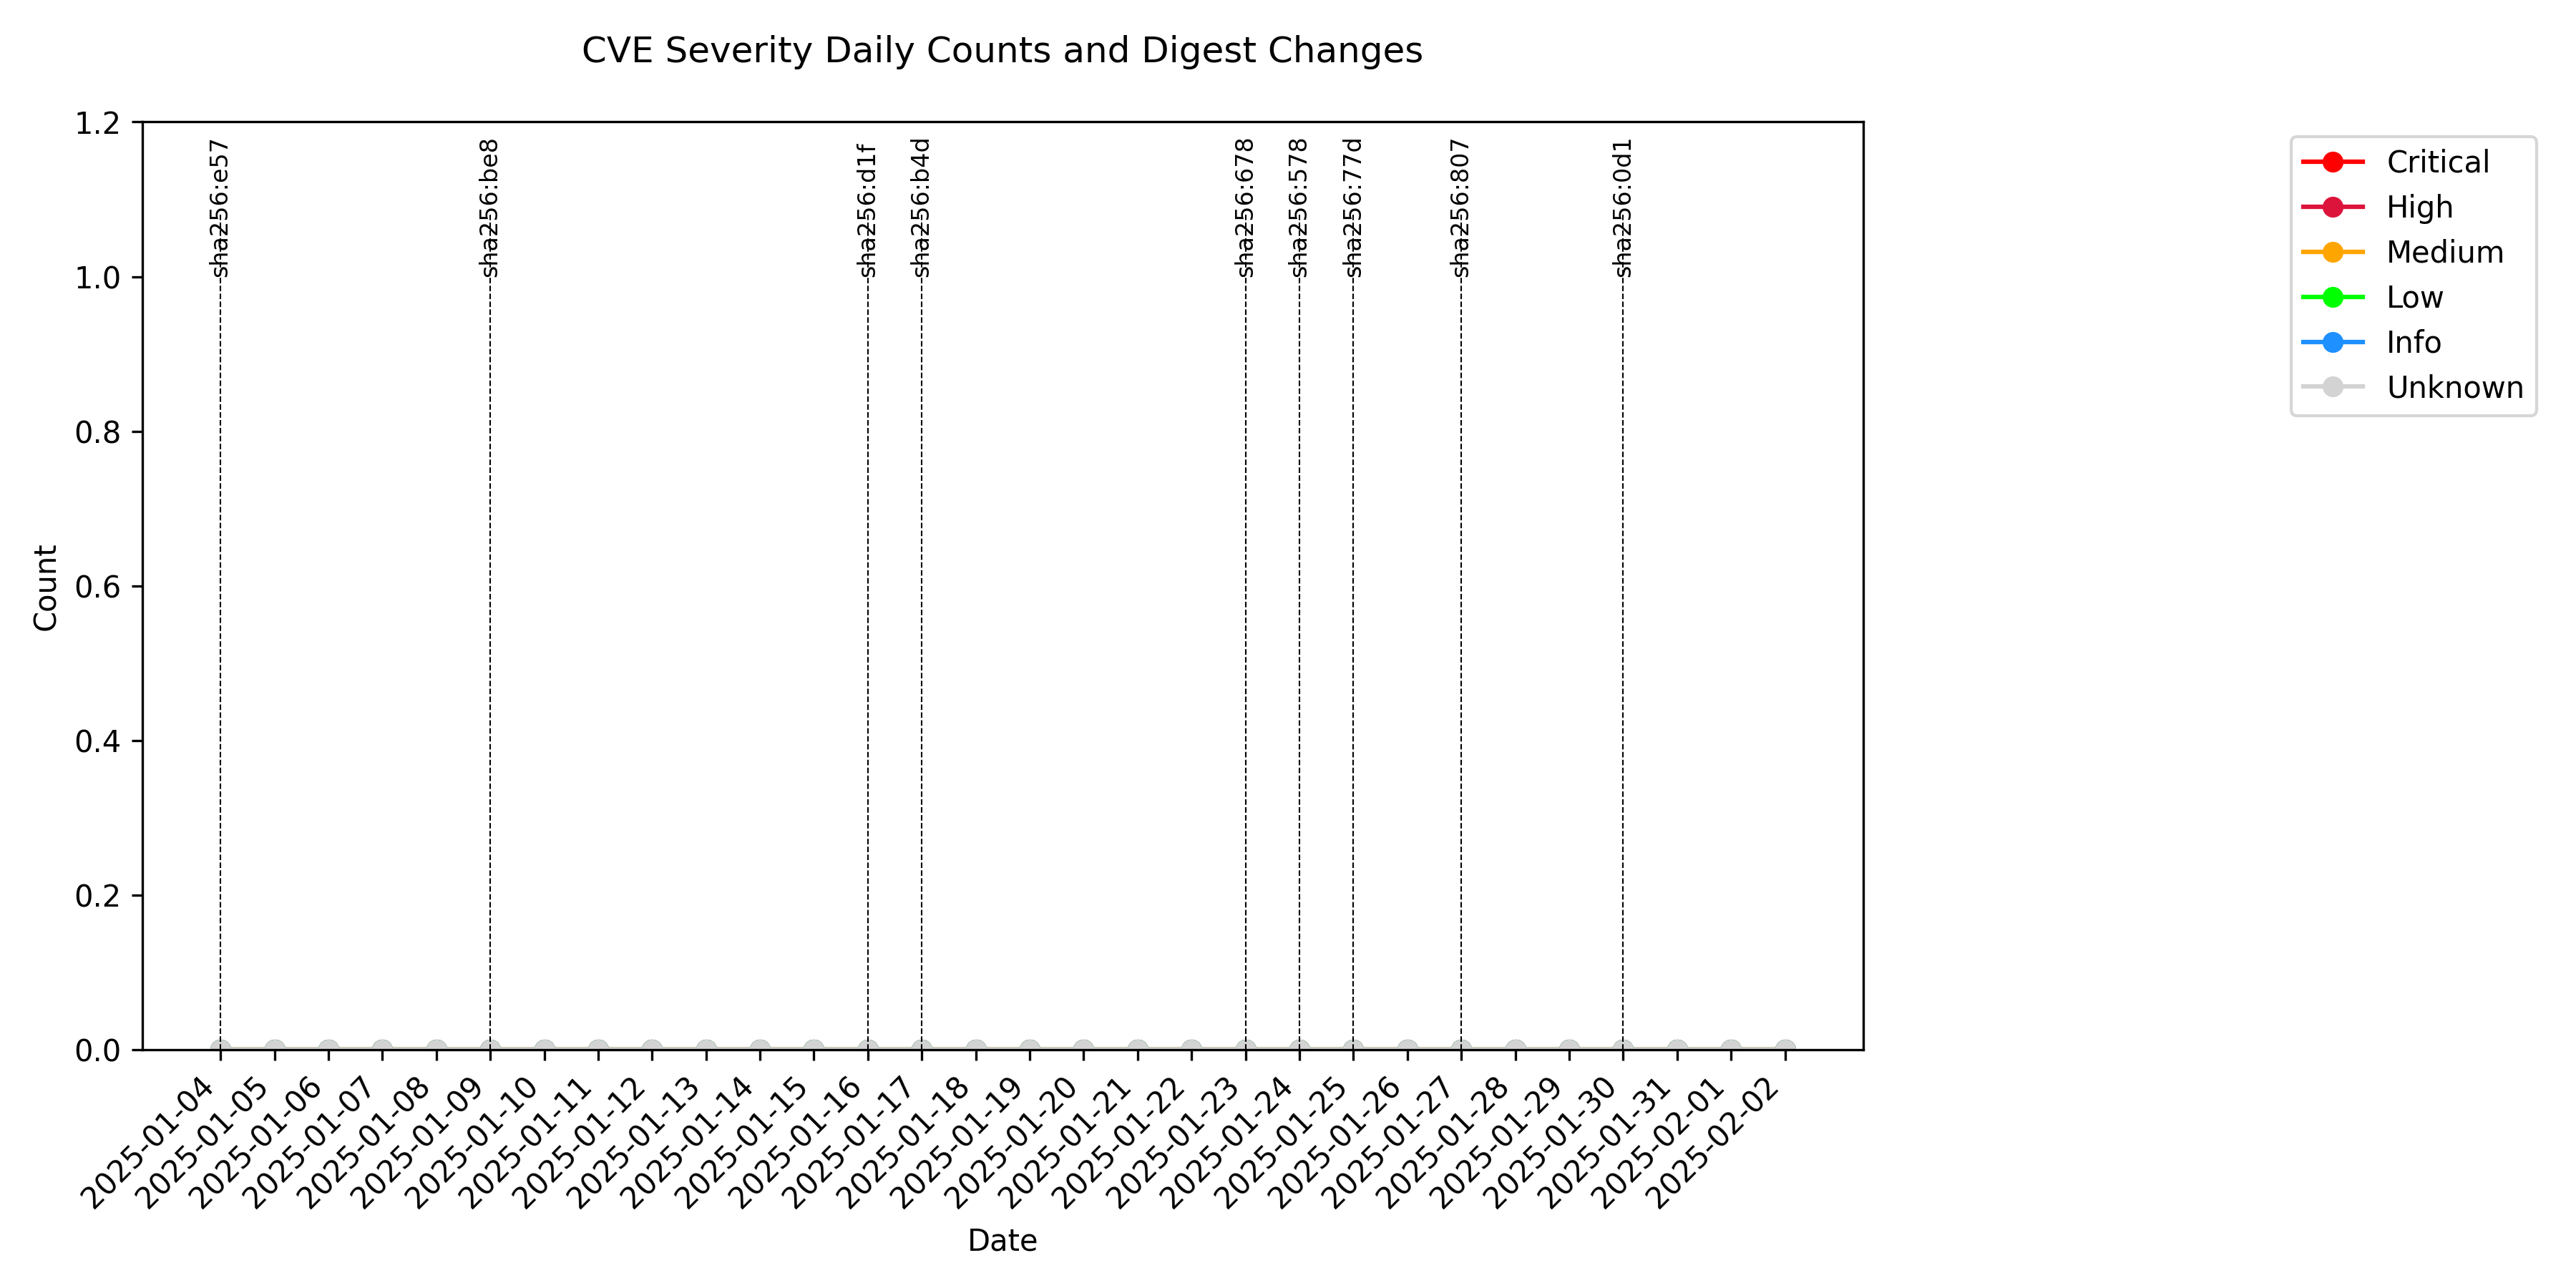 CVE Severity Daily Counts and Digest Changes
1.2
1.0
0.8
0.6
0.4
0.2
0.0
Count
sha256:e57
sha256:be8
sha256:d1f
sha256:b4d
sha256:678
sha256:578
sha256:77d
sha256:807
sha256:0d1
Critical
High
Medium
Low
Info
Unknown
2025-01-04
2025-01-05
2025-01-06
2025-01-07
2025-01-08
2025-01-09
2025-01-10
2025-01-11
2025-01-12
2025-01-13
2025-01-14
2025-01-15
2025-01-16
2025-01-17
2025-01-18
2025-01-19
2025-01-20
2025-01-21
2025-01-22
2025-01-23
2025-01-24
2025-01-25
2025-01-26
2025-01-27
2025-01-28
2025-01-29
2025-01-30
2025-01-31
2025-02-01
2025-02-02
Date